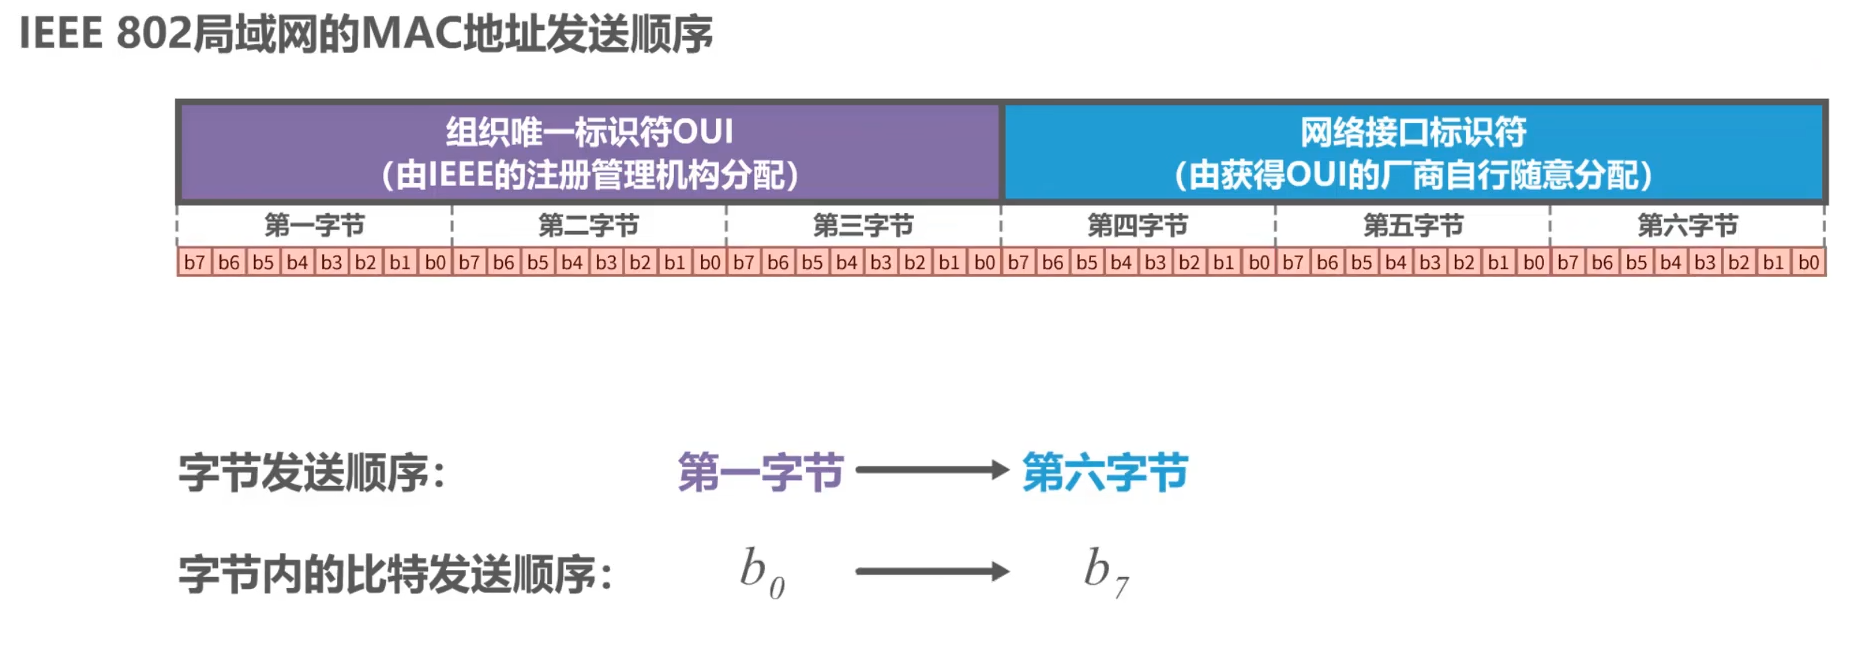 IEEE 802局域网的MAC地址发送顺序
组织唯一标识符OUI
（由IEEE的注册管理机构分配）
网络接口标识符
（由获得OUI的厂商自行随意分配）
第一字节 第二字节 第三字节 第四字节 第五字节 第六字节
b7 b6 b5 b4 b3 b2 b1 b0 b7 b6 b5 b4 b3 b2 b1 b0 b7 b6 b5 b4 b3 b2 b1 b0 b7 b6 b5 b4 b3 b2 b1 b0 b7 b6 b5 b4 b3 b2 b1 b0 b7 b6 b5 b4 b3 b2 b1 b0
字节发送顺序： 第一字节 第六字节
字节内的比特发送顺序： b0 b7